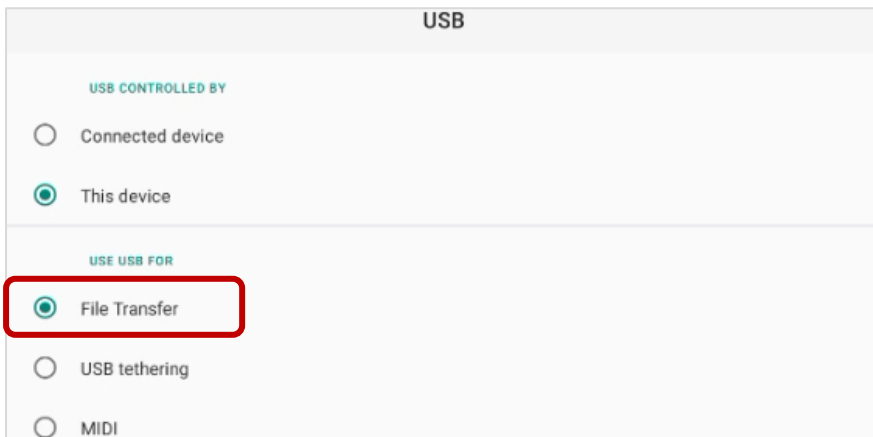 USB
USB CONTROLLED BY
Connected device
This device
USE USB FOR
File Transfer
USB tethering
MIDI